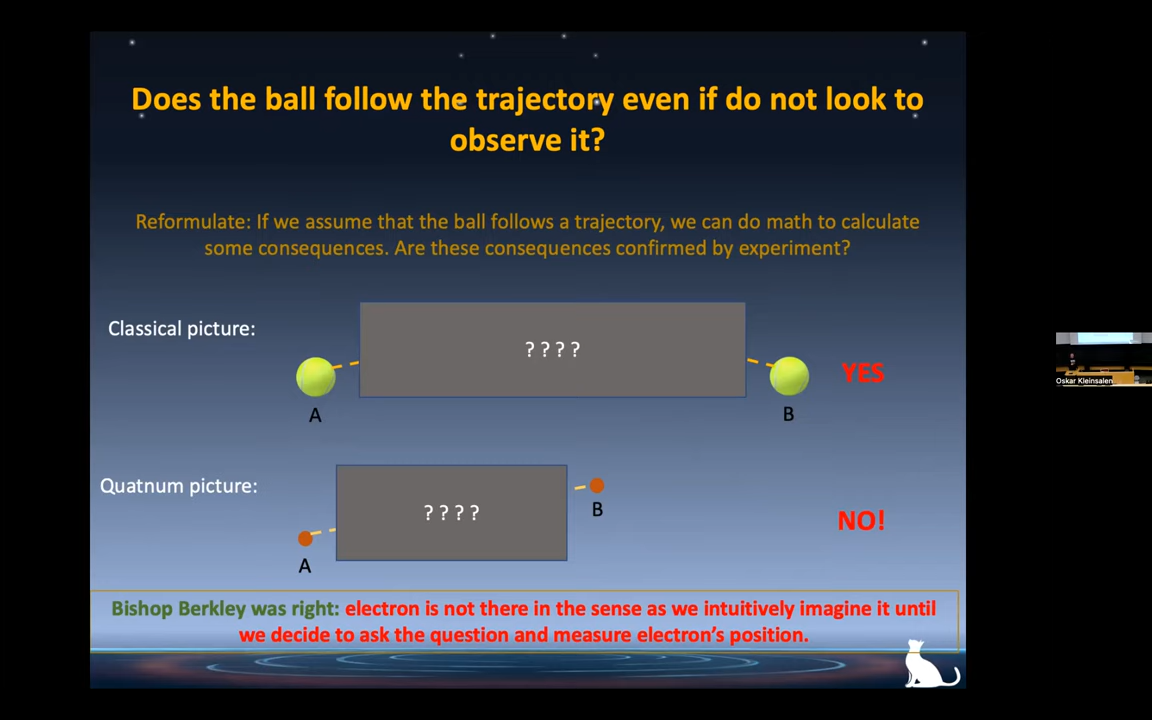 Does the ball follow the trajectory even if do not look to
observe it?
Reformulate: If we assume that the ball follows a trajectory, we can do math to calculate
some consequences. Are these consequences confirmed by experiment?
Classical picture:
? ? ? ?
YES
A
B
Quatnum picture:
? ? ? ?
B
NO!
A
Bishop Berkley was right: electron is not there in the sense as we intuitively imagine it until
we decide to ask the question and measure electron's position.
Oskar Kleinsalen